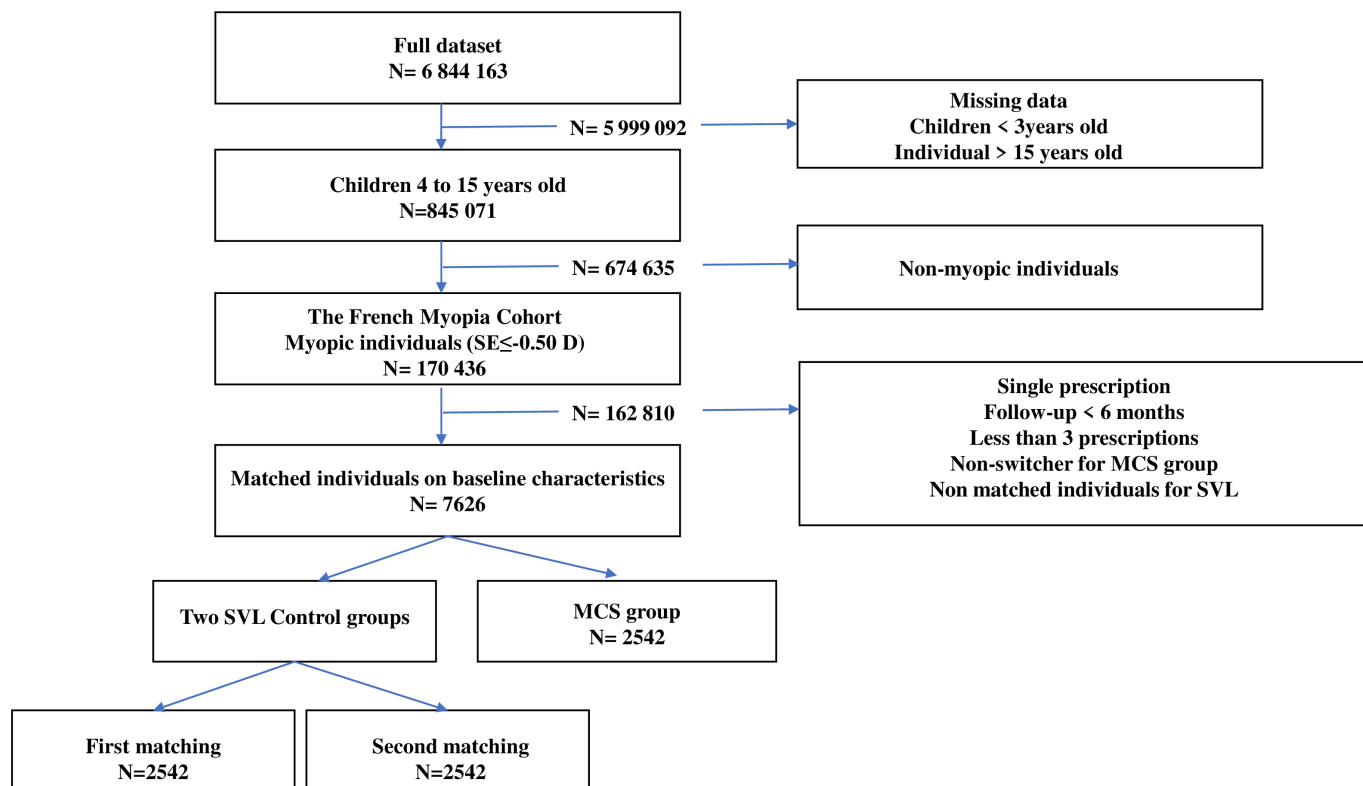 Full dataset
N= 6 844 163
N= 5 999 092
Missing data
Children < 3years old
Individual > 15 years old
Children 4 to 15 years old
N=845 071
N= 674 635
Non-myopic individuals
The French Myopia Cohort
Myopic individuals (SE≤-0.50 D)
N= 170 436
N= 162 810
Single prescription
Follow-up < 6 months
Less than 3 prescriptions
Non-switcher for MCS group
Non matched individuals for SVL
Matched individuals on baseline characteristics
N= 7626
Two SVL Control groups
MCS group
N= 2542
First matching
N=2542
Second matching
N=2542